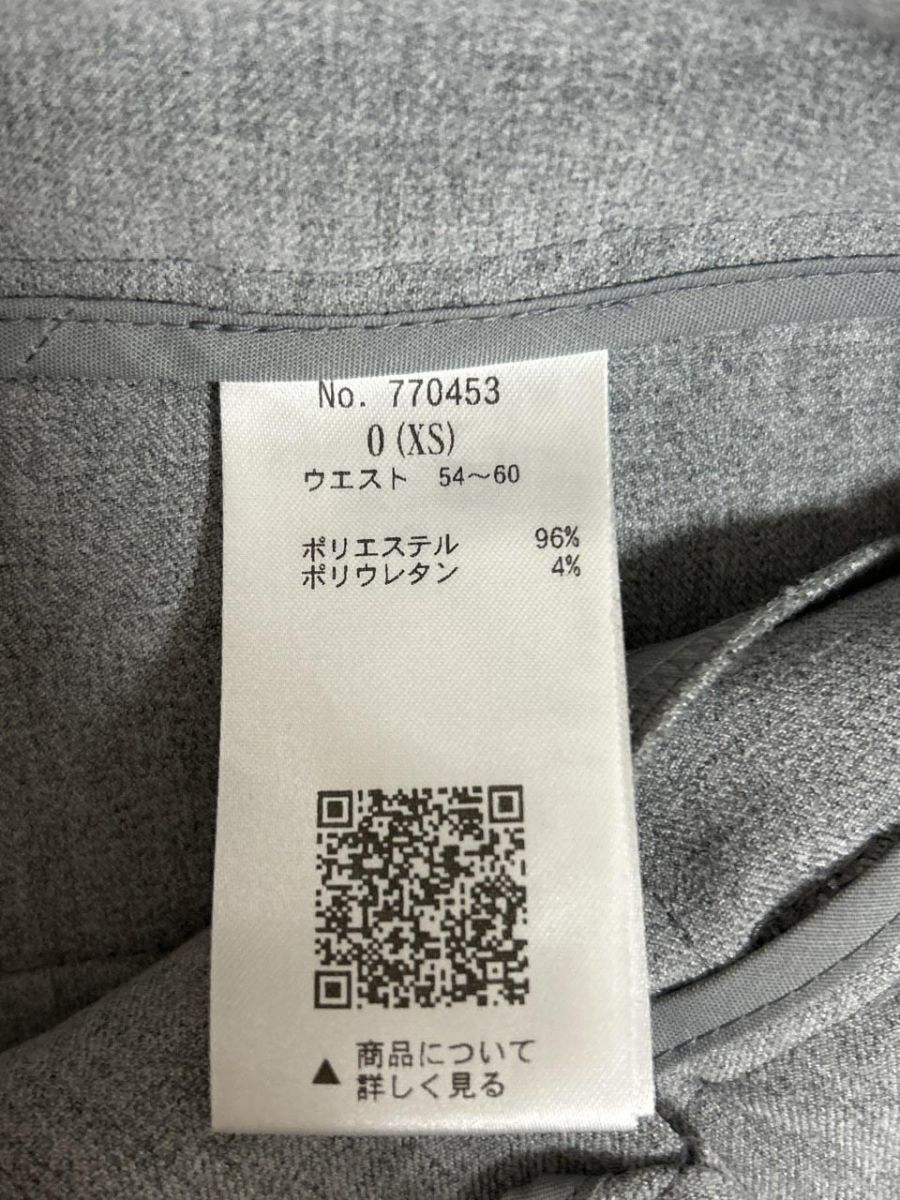 No. 770453
0 (XS)
ウエスト 54～60
ポリエステル 96%
ポリウレタン 4%
▲ 商品について
詳しく見る